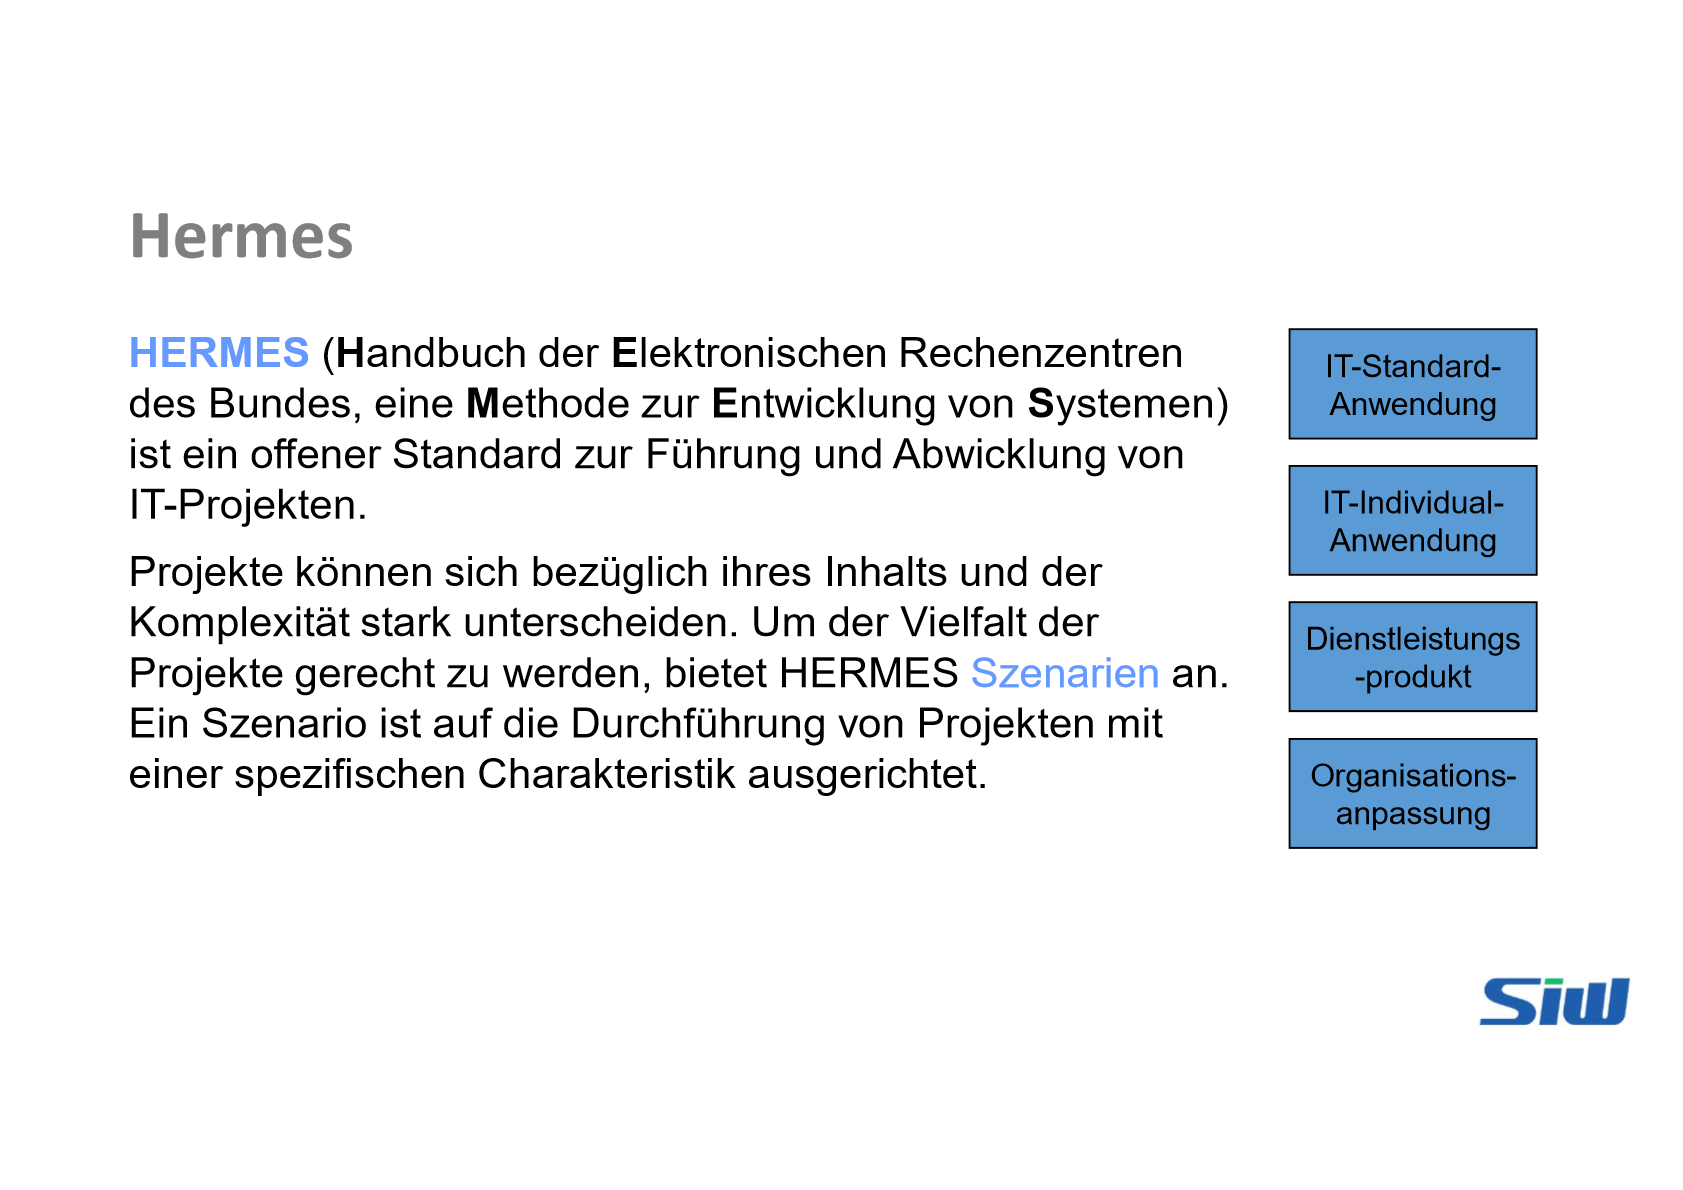 Hermes
HERMES (Handbuch der Elektronischen Rechenzentren
des Bundes, eine Methode zur Entwicklung von Systemen)
ist ein offener Standard zur Führung und Abwicklung von
IT-Projekten.
Projekte können sich bezüglich ihres Inhalts und der
Komplexität stark unterscheiden. Um der Vielfalt der
Projekte gerecht zu werden, bietet HERMES Szenarien an.
Ein Szenario ist auf die Durchführung von Projekten mit
einer spezifischen Charakteristik ausgerichtet.
IT-Standard-
Anwendung
IT-Individual-
Anwendung
Dienstleistungs
-produkt
Organisations-
anpassung
Siw